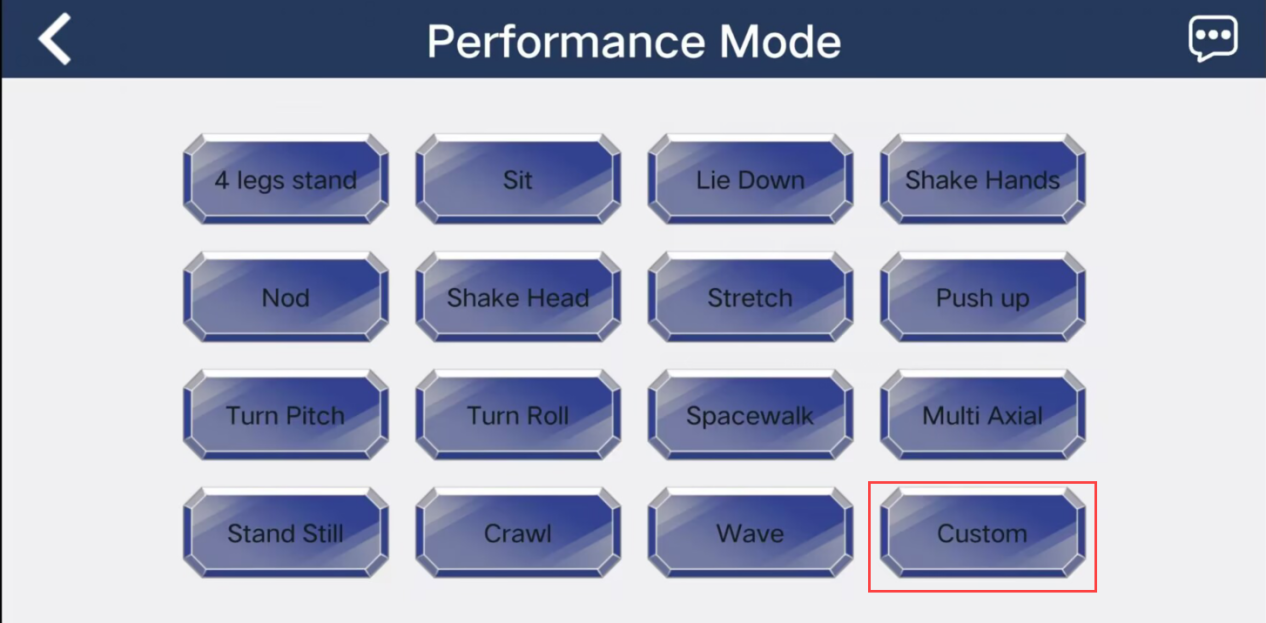 Performance Mode
4 legs stand
Sit
Lie Down
Shake Hands
Nod
Shake Head
Stretch
Push up
Turn Pitch
Turn Roll
Spacewalk
Multi Axial
Stand Still
Crawl
Wave
Custom